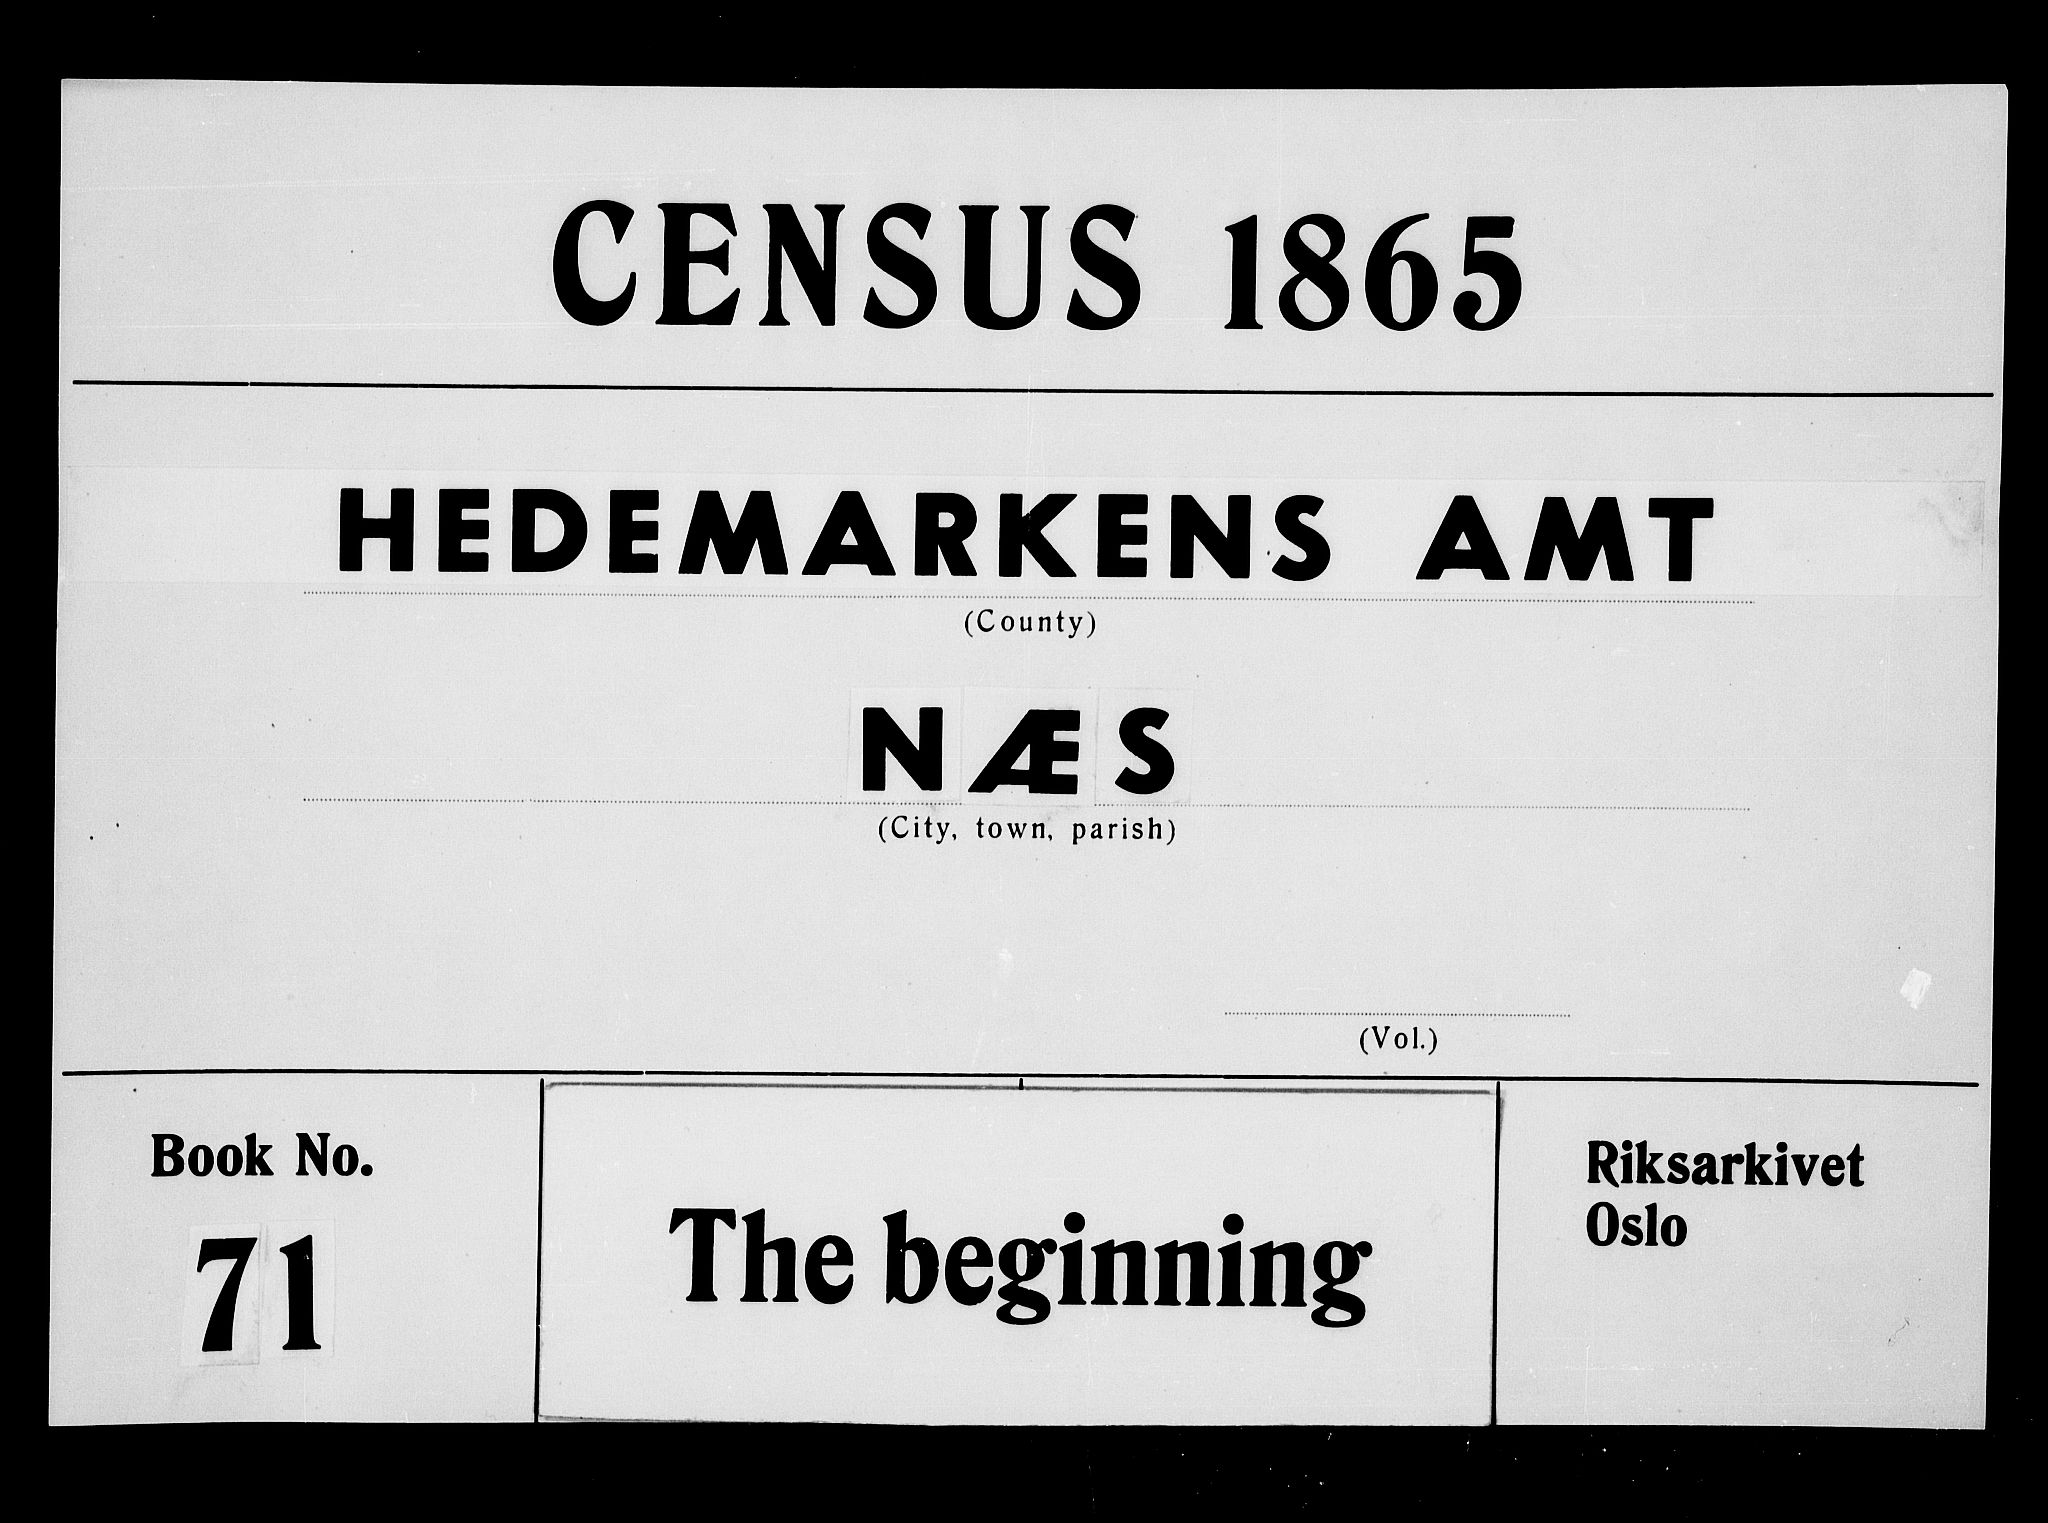 CENSUS 1865
HEDEMARKENS AMT
(County)
NÆS
(City, town, parish)
(Vol.)
Book No.
71
The beginning
Riksarkivet
Oslo